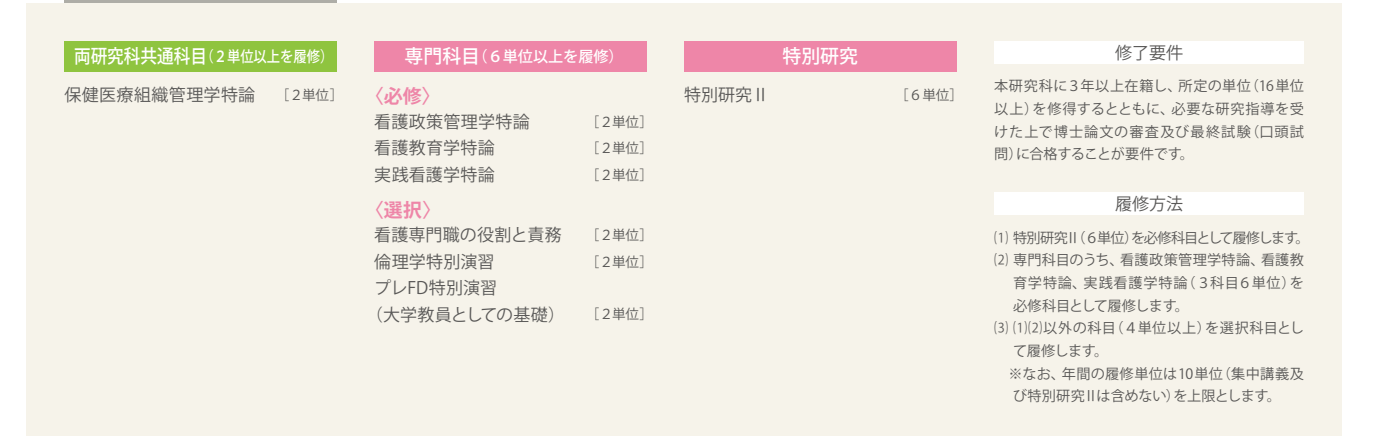 両研究科共通科目(2単位以上を履修)
保健医療組織管理学特論 [2単位]
専門科目(6単位以上を履修)
〈必修〉
看護政策管理学特論 [2単位]
看護教育学特論 [2単位]
実践看護学特論 [2単位]
〈選択〉
看護専門職の役割と責務 [2単位]
倫理学特別演習 [2単位]
プレFD特別演習
(大学教員としての基礎) [2単位]
特別研究
特別研究II [6単位]
修了要件
本研究科に3年以上在籍し、所定の単位(16単位
以上)を修得するとともに、必要な研究指導を受
けた上で博士論文の審査及び最終試験(口頭試
問)に合格することが要件です。
履修方法
(1) 特別研究II(6単位)を必修科目として履修します。
(2) 専門科目のうち、看護政策管理学特論、看護教
育学特論、実践看護学特論(3科目6単位)を
必修科目として履修します。
(3) (1)(2)以外の科目(4単位以上)を選択科目とし
て履修します。
※なお、年間の履修単位は10単位(集中講義及
び特別研究IIは含めない)を上限とします。